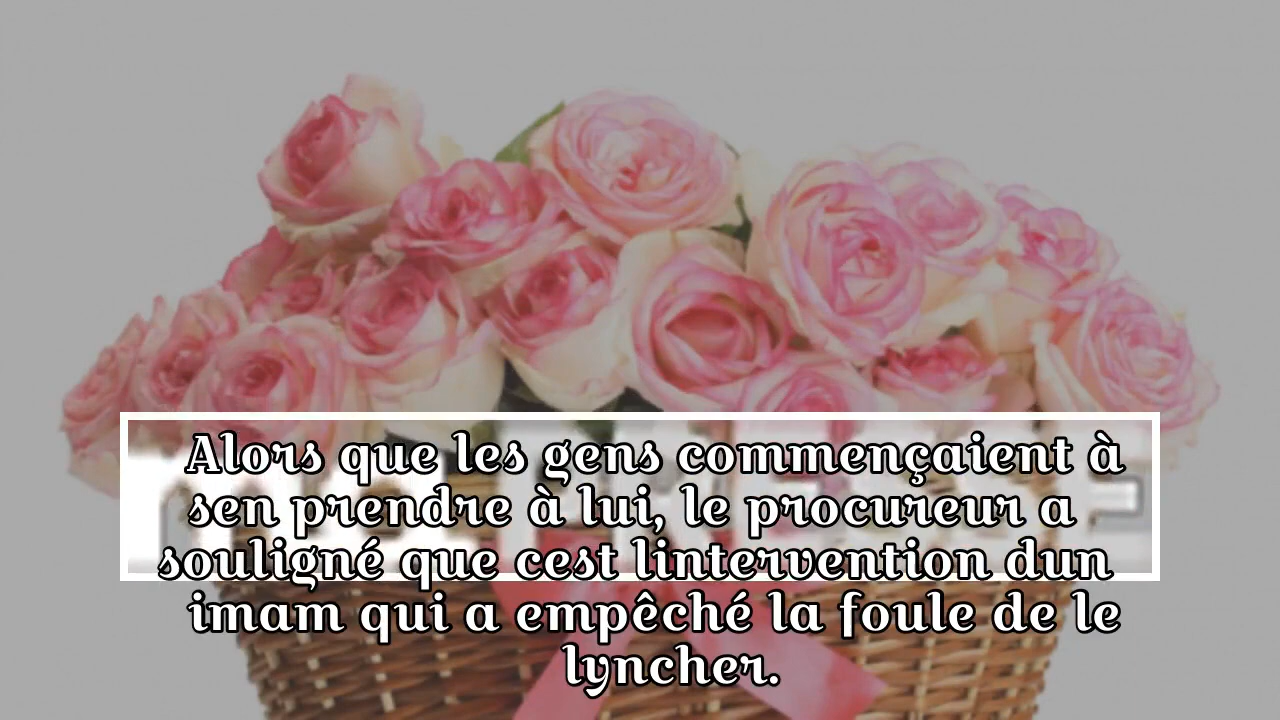 Alors que les gens commençaient à
sen prendre à lui, le procureur a
souligné que cest lintervention dun
imam qui a empêché la foule de le
lyncher.